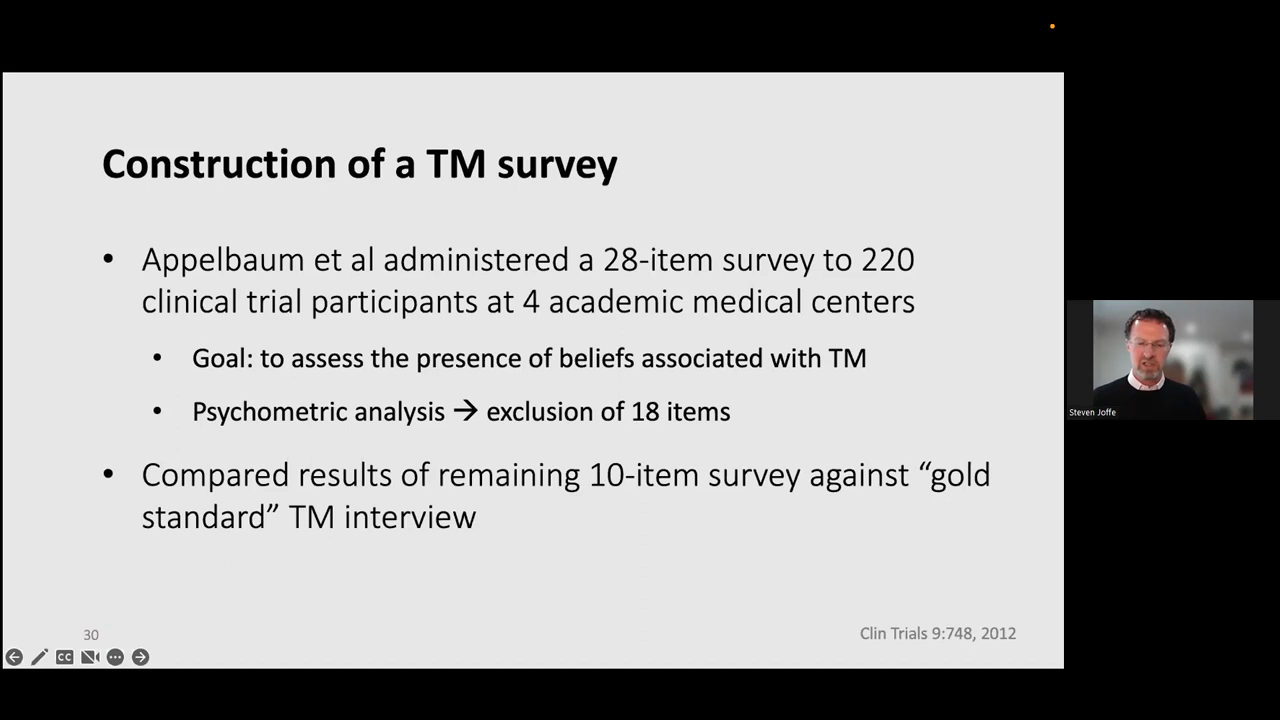 Construction of a TM survey
• Appelbaum et al administered a 28-item survey to 220
clinical trial participants at 4 academic medical centers
• Goal: to assess the presence of beliefs associated with TM
• Psychometric analysis → exclusion of 18 items
• Compared results of remaining 10-item survey against “gold
standard” TM interview
30
Clin Trials 9:748, 2012
CC
Steven Joffe